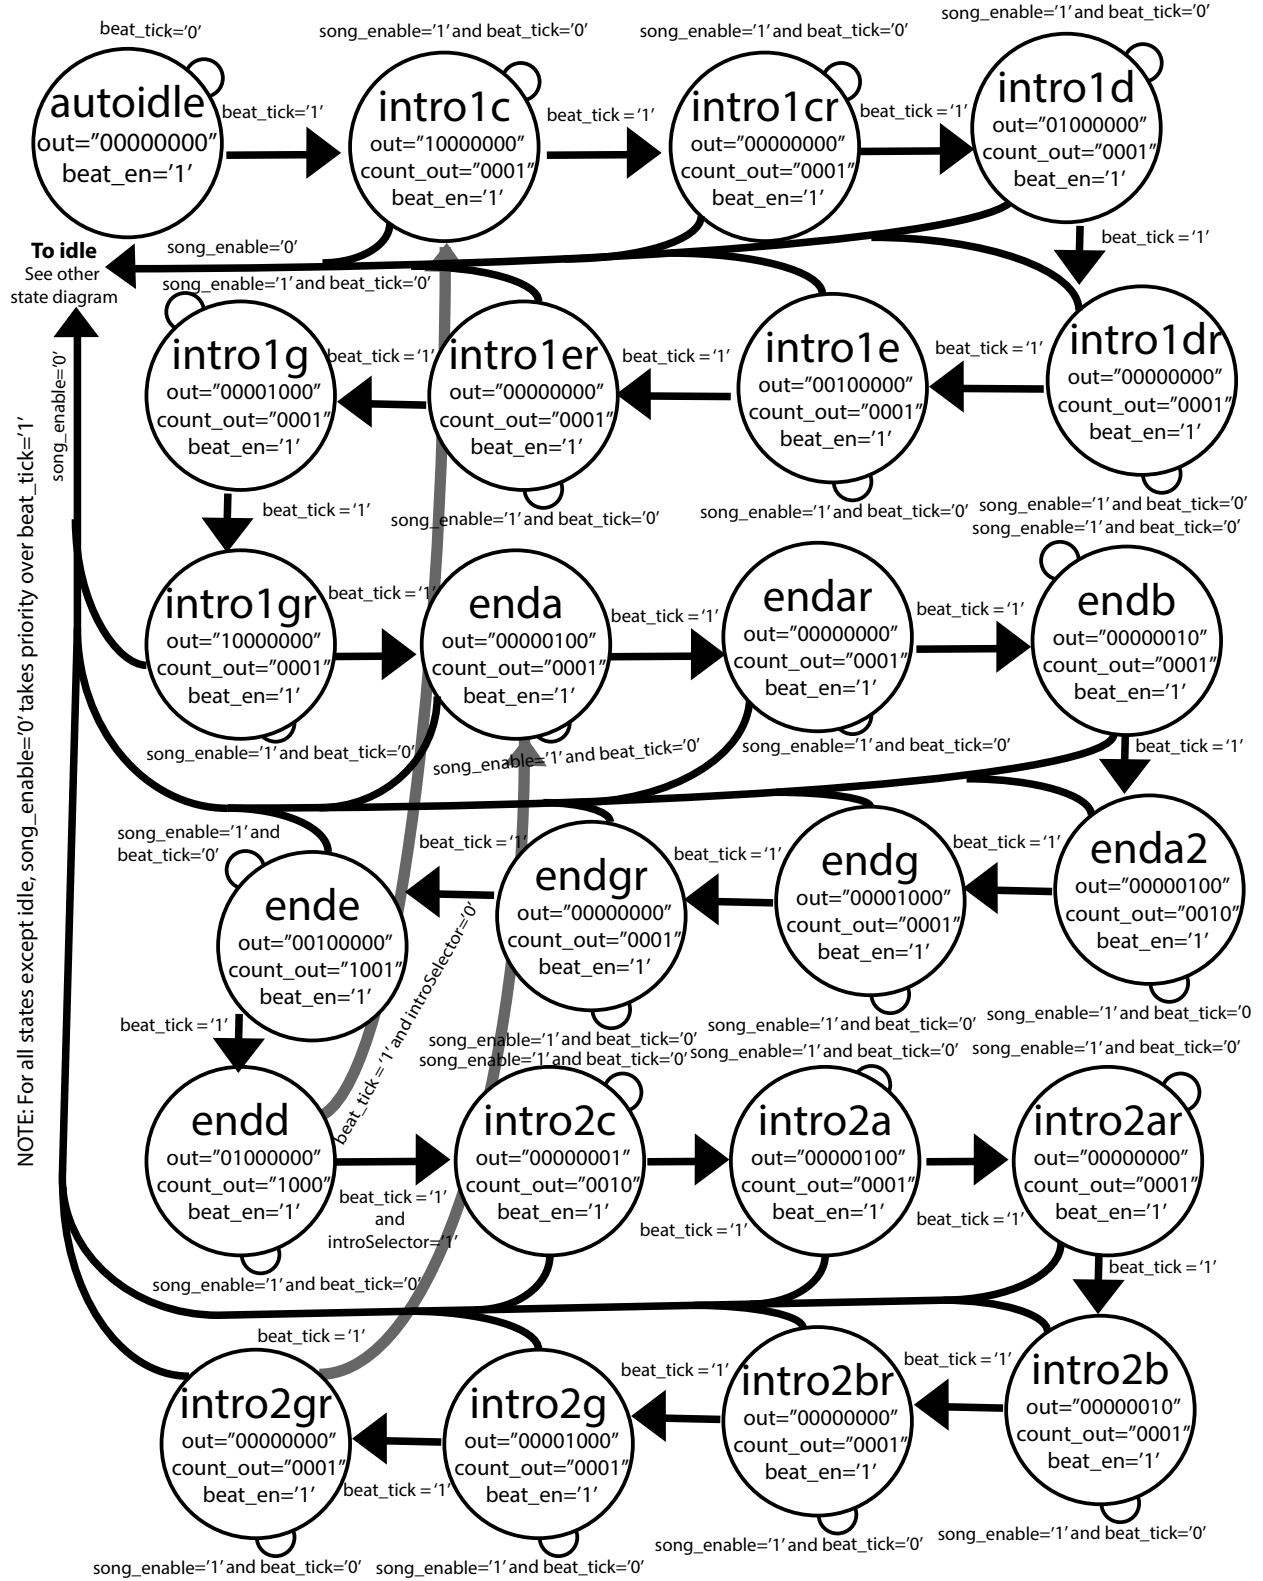 beat_tick='0'
song_enable='1' and beat_tick='0'
song_enable='1' and beat_tick='0'
song_enable='1' and beat_tick='0'
autoidle
out="00000000"
beat_en='1'
beat_tick='1'
intro1c
out="10000000"
count_out="0001"
beat_en='1'
beat_tick = '1'
intro1cr
out="00000000"
count_out="0001"
beat_en='1'
beat_tick = '1'
intro1d
out="01000000"
count_out="0001"
beat_en='1'
beat_tick = '1'
To idle
See other
state diagram
song_enable='0'
song_enable='1' and beat_tick='0'
intro1g
out="00001000"
count_out="0001"
beat_en='1'
beat_tick = '1'
intro1er
out="00000000"
count_out="0001"
beat_en='1'
beat_tick = '1'
intro1e
out="00100000"
count_out="0001"
beat_en='1'
beat_tick = '1'
intro1dr
out="00000000"
count_out="0001"
beat_en='1'
song_enable='0'
NOTE: For all states except idle, song_enable='0' takes priority over beat_tick='1'
beat_tick = '1'
song_enable='1' and beat_tick='0'
song_enable='1' and beat_tick='0'
song_enable='1' and beat_tick='0'
song_enable='1' and beat_tick='0'
intro1gr
out="10000000"
count_out="0001"
beat_en='1'
beat_tick = '1'
enda
out="00000100"
count_out="0001"
beat_en='1'
beat_tick = '1'
endar
out="00000000"
count_out="0001"
beat_en='1'
beat_tick = '1'
endb
out="00000010"
count_out="0001"
beat_en='1'
song_enable='1' and beat_tick='0'
song_enable='1' and beat_tick='0'
song_enable='1' and beat_tick='0'
beat_tick = '1'
song_enable='1' and
beat_tick='0'
ende
out="00100000"
count_out="1001"
beat_en='1'
beat_tick = '1'
endgr
out="00000000"
count_out="0001"
beat_en='1'
beat_tick = '1'
endg
out="00001000"
count_out="0001"
beat_en='1'
beat_tick = '1'
enda2
out="00000100"
count_out="0010"
beat_en='1'
beat_tick = '1'
beat_tick = '1' and introSelector='0'
song_enable='1' and beat_tick='0'
song_enable='1' and beat_tick='0'
song_enable='1' and beat_tick='0
song_enable='1' and beat_tick='0'
song_enable='1' and beat_tick='0'
song_enable='1' and beat_tick='0'
endd
out="01000000"
count_out="1000"
beat_en='1'
beat_tick = '1'
and
introSelector='1'
intro2c
out="00000001"
count_out="0010"
beat_en='1'
beat_tick = '1'
intro2a
out="00000100"
count_out="0001"
beat_en='1'
beat_tick = '1'
intro2ar
out="00000000"
count_out="0001"
beat_en='1'
song_enable='1' and beat_tick='0'
beat_tick = '1'
beat_tick = '1'
intro2gr
out="00000000"
count_out="0001"
beat_en='1'
beat_tick = '1'
intro2g
out="00001000"
count_out="0001"
beat_en='1'
beat_tick = '1'
intro2br
out="00000000"
count_out="0001"
beat_en='1'
beat_tick = '1'
intro2b
out="00000010"
count_out="0001"
beat_en='1'
song_enable='1' and beat_tick='0'
song_enable='1' and beat_tick='0'
song_enable='1' and beat_tick='0'
song_enable='1' and beat_tick='0'